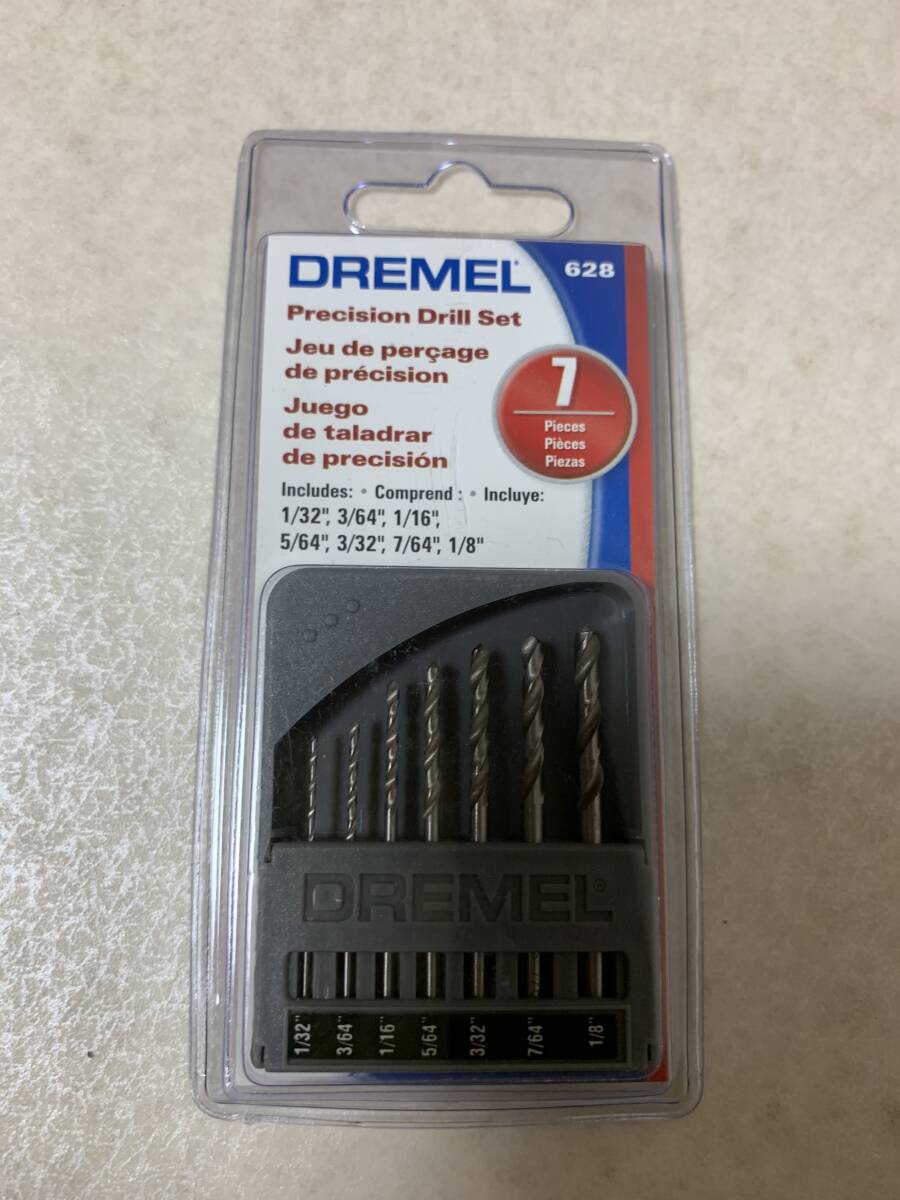 DREMEL®
628
Precision Drill Set
Jeu de perçage
de précision
Juego
de taladrar
de precisión
7
Pieces
Pièces
Piezas
Includes: • Comprend : • Incluye:
1/32", 3/64", 1/16",
5/64", 3/32", 7/64", 1/8"
DREMEL®
1/32"
3/64"
1/16"
5/64"
3/32"
7/64"
1/8"